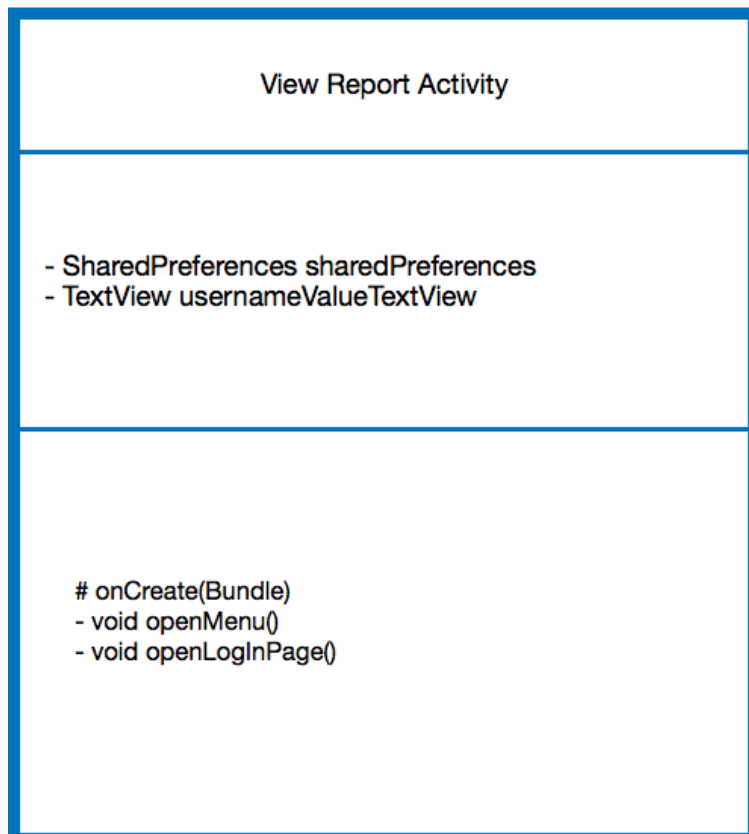 View Report Activity
- SharedPreferences sharedPreferences
- TextView usernameValueTextView
# onCreate(Bundle)
- void openMenu()
- void openLogInPage()